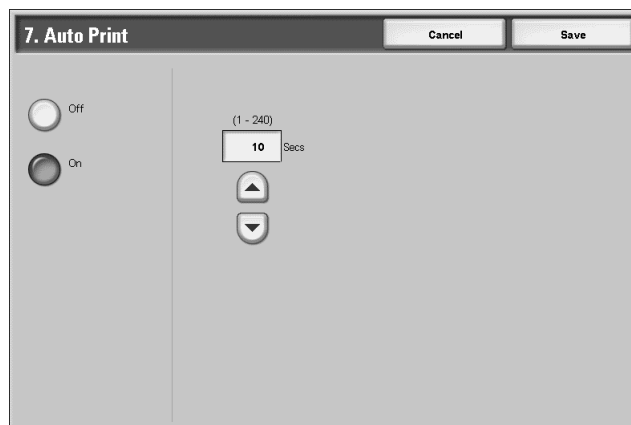 7. Auto Print
Cancel
Save
Off
On
(1 - 240)
10 Secs